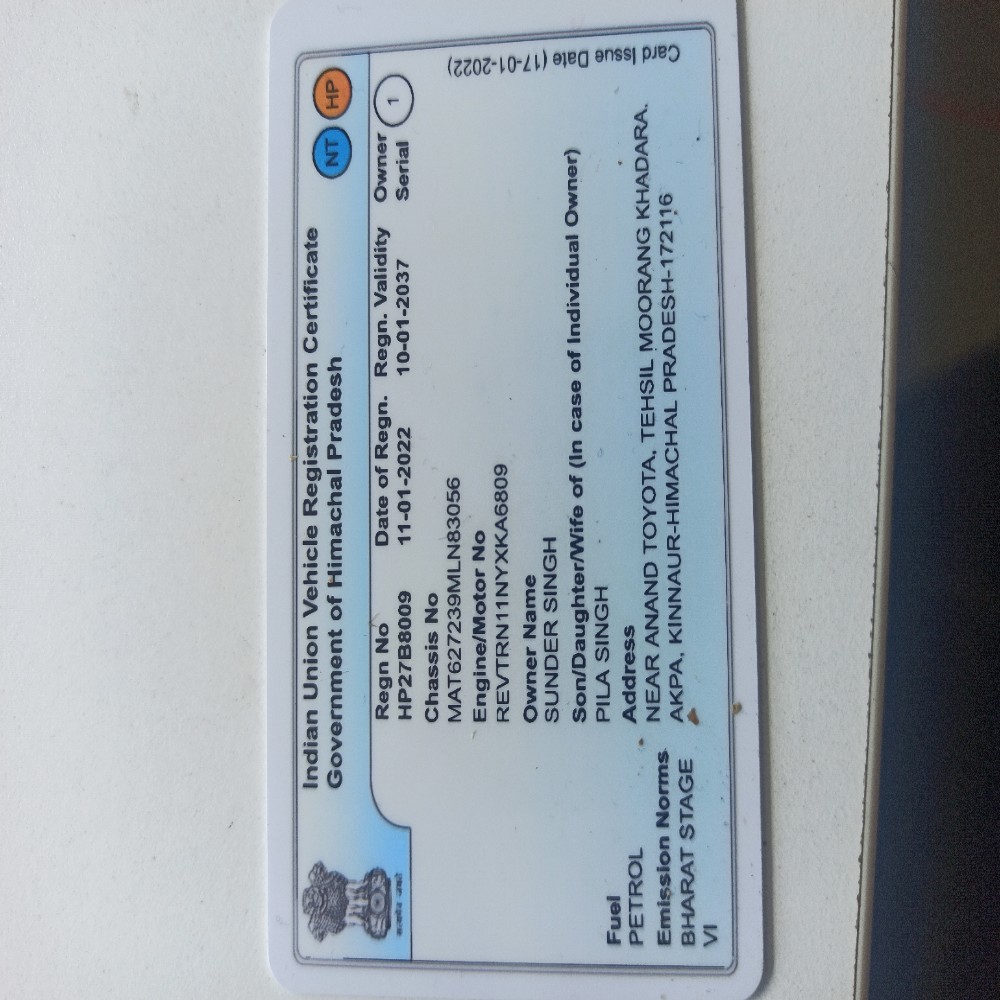 Indian Union Vehicle Registration Certificate
Government of Himachal Pradesh
NT HP
Regn No Date of Regn. Regn. Validity Owner Serial
HP27B8009 11-01-2022 10-01-2037 1
Chassis No
MAT627239MLN83056
Engine/Motor No
REVTRN11NYXKA6809
Owner Name
SUNDER SINGH
Son/Daughter/Wife of (In case of Individual Owner)
PILA SINGH
Address
NEAR ANAND TOYOTA, TEHSIL MOORANG KHADARA.
AKPA, KINNAUR-HIMACHAL PRADESH-172116
Fuel
PETROL
Emission Norms
BHARAT STAGE
VI
Card Issue Date (17-01-2022)
सत्यमेव जयते